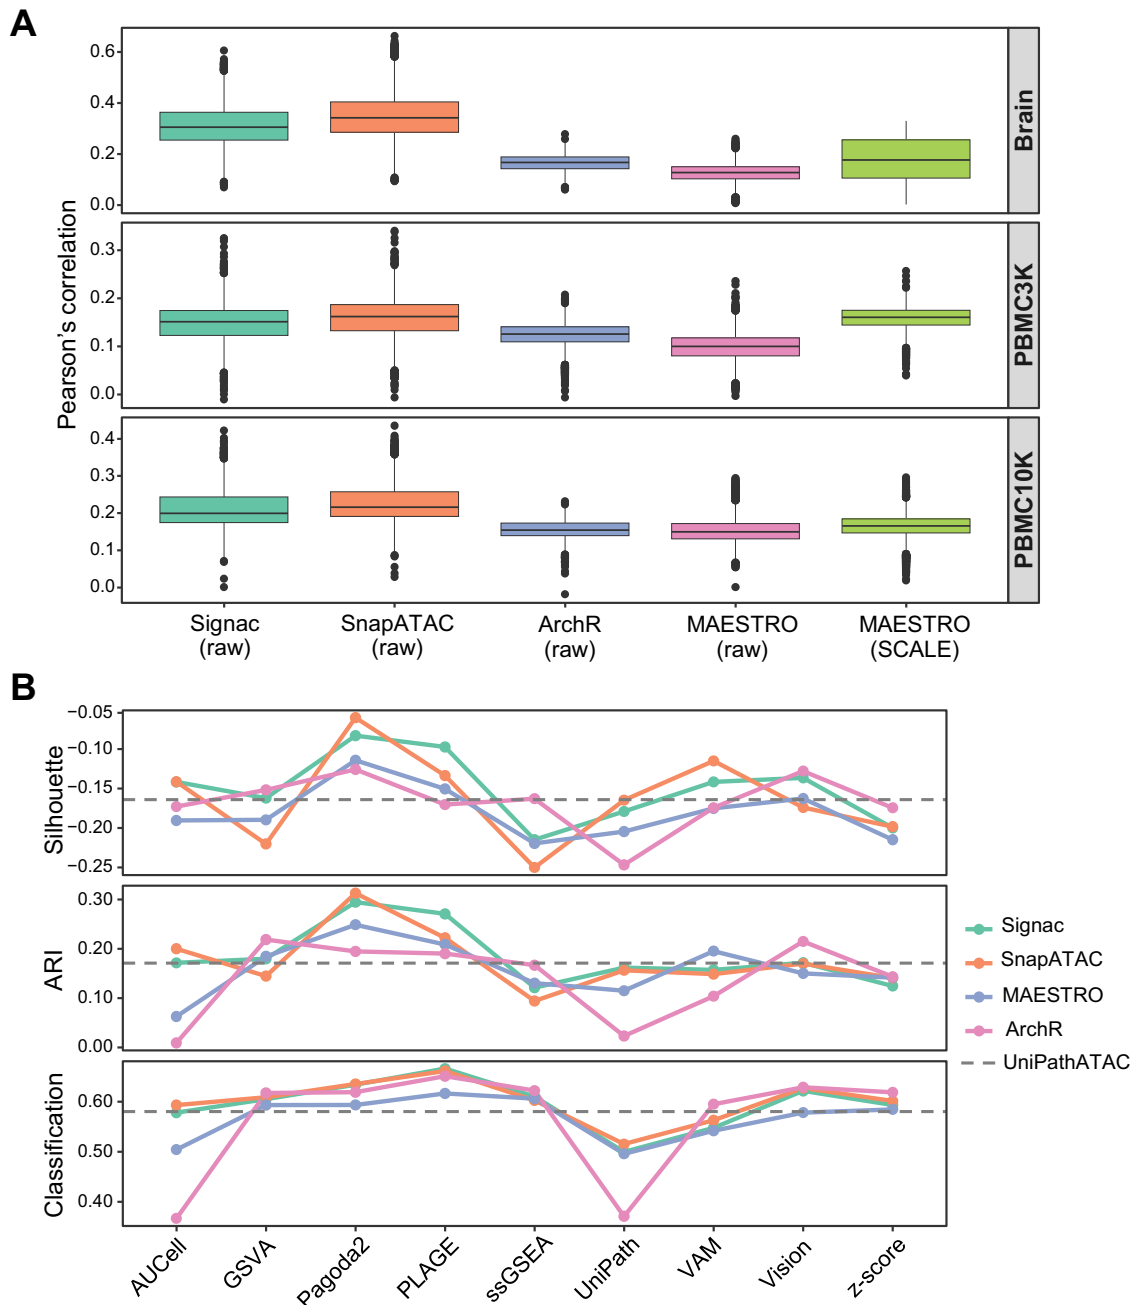 A
Pearson's correlation
0.6
0.4
0.2
0.0
Brain
0.3
0.2
0.1
0.0
PBMC3K
0.4
0.3
0.2
0.1
0.0
PBMC10K
Signac
(raw)
SnapATAC
(raw)
ArchR
(raw)
MAESTRO
(raw)
MAESTRO
(SCALE)
B
Silhouette
−0.05
−0.10
−0.15
−0.20
−0.25
ARI
0.30
0.20
0.10
0.00
Classification
0.60
0.50
0.40
AUCell
GSVA
Pagoda2
PLAGE
ssGSEA
UniPath
VAM
Vision
z-score
Signac
SnapATAC
MAESTRO
ArchR
UniPathATAC